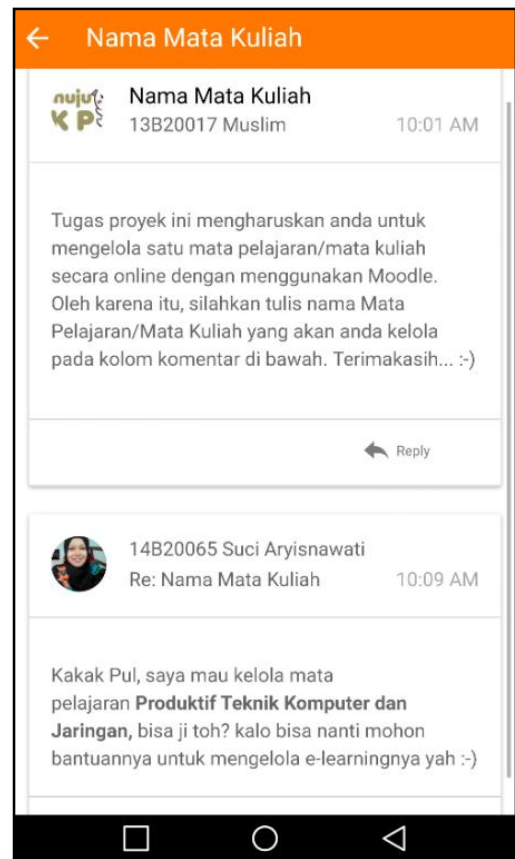 Nama Mata Kuliah
nuju
K P
Nama Mata Kuliah
13B20017 Muslim
10:01 AM
Tugas proyek ini mengharuskan anda untuk
mengelola satu mata pelajaran/mata kuliah
secara online dengan menggunakan Moodle.
Oleh karena itu, silahkan tulis nama Mata
Pelajaran/Mata Kuliah yang akan anda kelola
pada kolom komentar di bawah. Terimakasih... :-)
Reply
14B20065 Suci Aryisnawati
Re: Nama Mata Kuliah
10:09 AM
Kakak Pul, saya mau kelola mata
pelajaran Produktif Teknik Komputer dan
Jaringan, bisa ji toh? kalo bisa nanti mohon
bantuannya untuk mengelola e-learningnya yah :-)